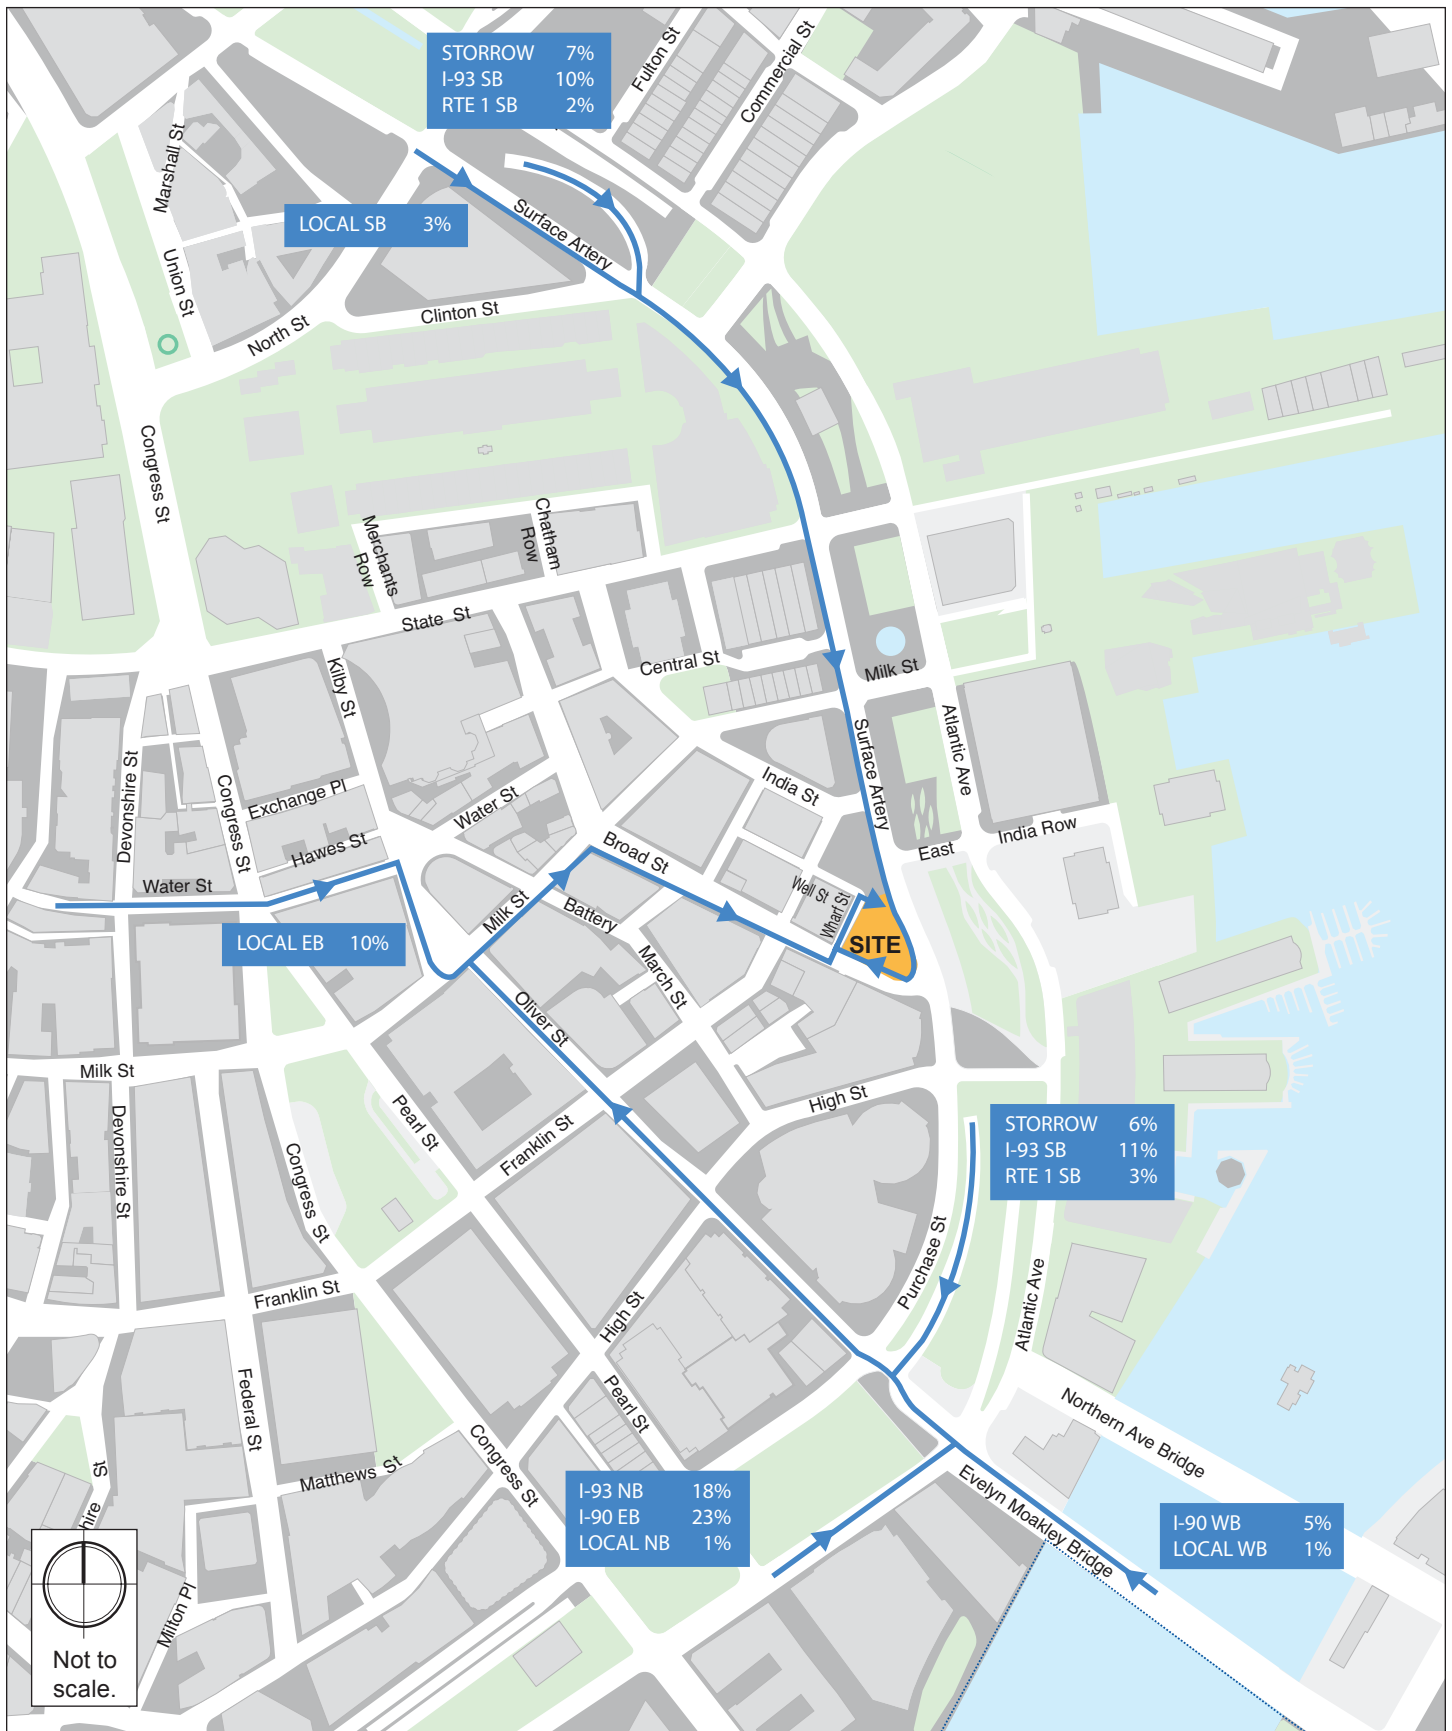 STORROW 7%
I-93 SB 10%
RTE 1 SB 2%
Fulton St
Commercial St
Marshall St
LOCAL SB 3%
Surface Artery
Union St
Clinton St
North St
Congress St
Merchants
Row
Chatham
Row
State St
Central St
Milk St
Kilby St
Surface Artery
Atlantic Ave
Devonshire St
Congress St
Exchange Pl
Water St
India St
India Row
Hawes St
Broad St
East
Water St
Well St
Wharf St
Milk St
Battery
March St
SITE
LOCAL EB 10%
Oliver St
Milk St
Devonshire St
Pearl St
High St
Franklin St
STORROW 6%
I-93 SB 11%
RTE 1 SB 3%
Congress St
Purchase St
Atlantic Ave
Franklin St
High St
Federal St
Pearl St
Northern Ave Bridge
Congress St
Matthews St
hire St
I-93 NB 18%
I-90 EB 23%
LOCAL NB 1%
Evelyn Moakley Bridge
I-90 WB 5%
LOCAL WB 1%
Milton Pl
Not to
scale.